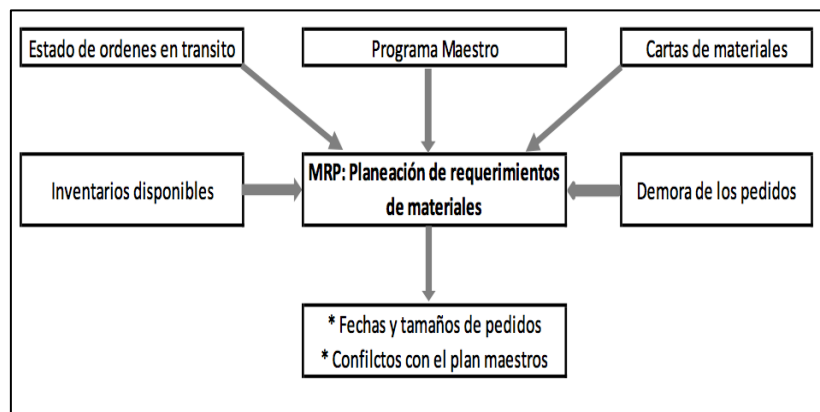 Estado de ordenes en transito
Programa Maestro
Cartas de materiales
Inventarios disponibles
MRP: Planeación de requerimientos
de materiales
Demora de los pedidos
* Fechas y tamaños de pedidos
* Confilctos con el plan maestros